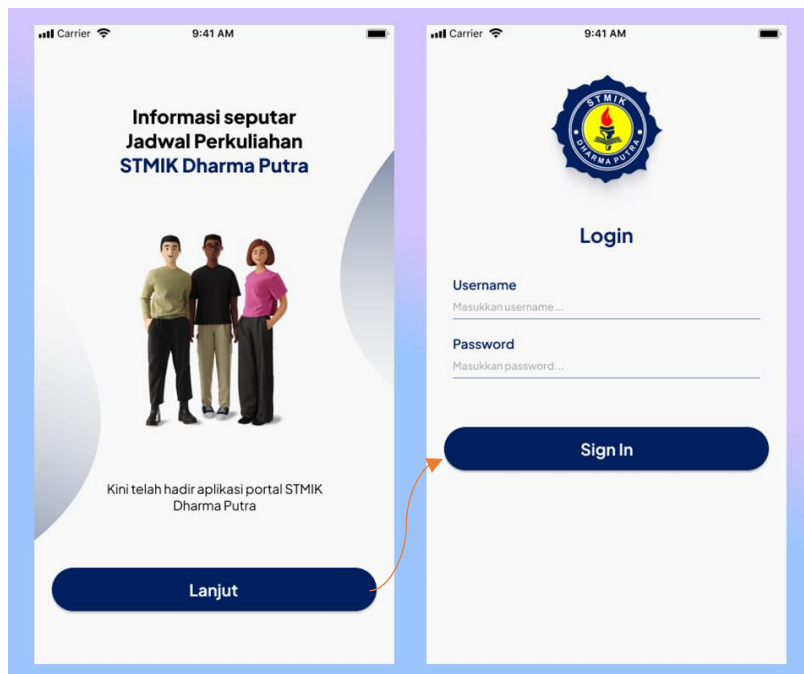 Carrier 9:41 AM
Informasi seputar
Jadwal Perkuliahan
STMIK Dharma Putra
Kini telah hadir aplikasi portal STMIK
Dharma Putra
Lanjut
Carrier 9:41 AM
STMIK
DHARMA PUTRA
Login
Username
Masukkan username...
Password
Masukkan password...
Sign In